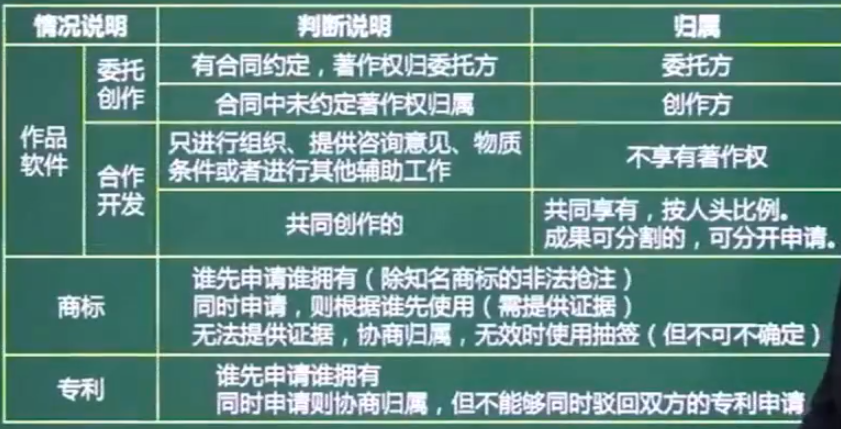 情况说明 判断说明 归属
作品
软件
委托
创作
有合同约定，著作权归委托方 委托方
合同中未约定著作权归属 创作方
合作
开发
只进行组织、提供咨询意见、物质
条件或者进行其他辅助工作
不享有著作权
共同创作的
共同享有，按人头比例。
成果可分割的，可分开申请。
商标
谁先申请谁拥有（除知名商标的非法抢注）
同时申请，则根据谁先使用（需提供证据）
无法提供证据，协商归属，无效时使用抽签（但不可不确定）
专利
谁先申请谁拥有
同时申请则协商归属，但不能够同时驳回双方的专利申请